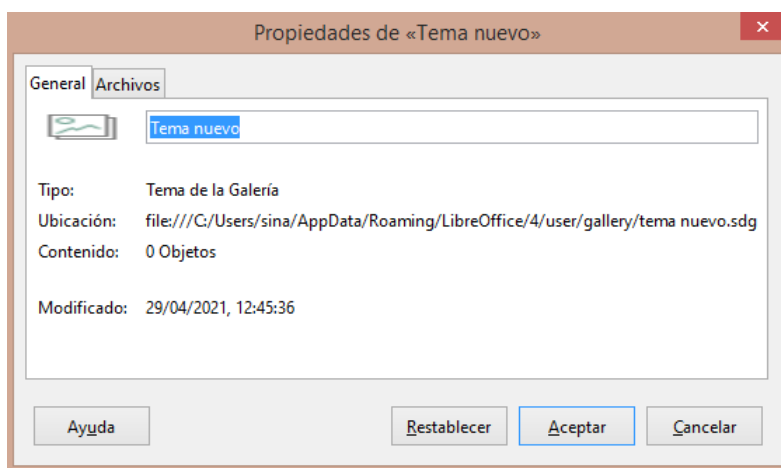 Propiedades de «Tema nuevo»
General Archivos
Tema nuevo
Tipo: Tema de la Galería
Ubicación: file:///C:/Users/sina/AppData/Roaming/LibreOffice/4/user/gallery/tema nuevo.sdg
Contenido: 0 Objetos
Modificado: 29/04/2021, 12:45:36
Ayuda Restablecer Aceptar Cancelar